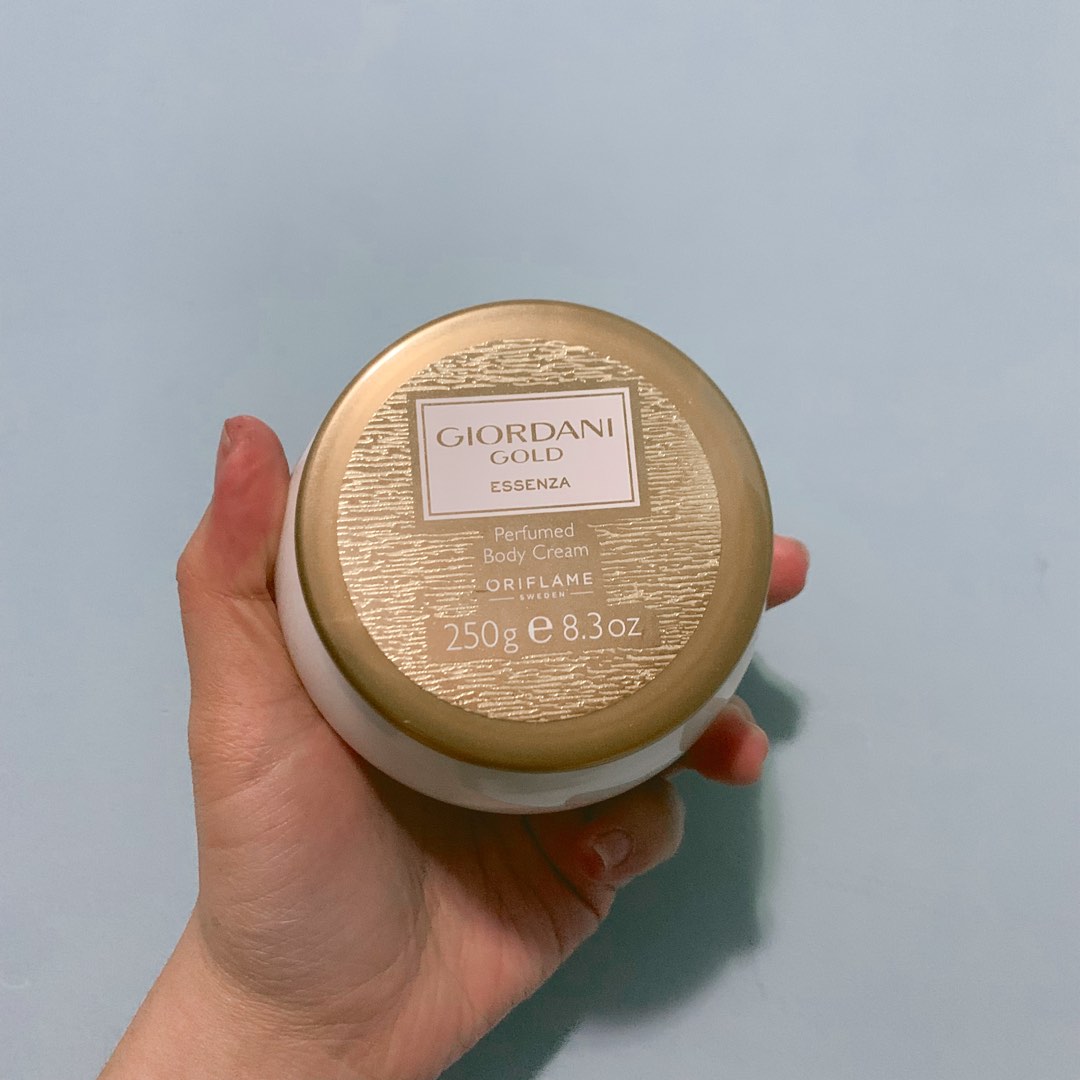 GIORDANI
GOLD
ESSENZA
Perfumed
Body Cream
ORIFLAME
SWEDEN
250g e 8.3oz